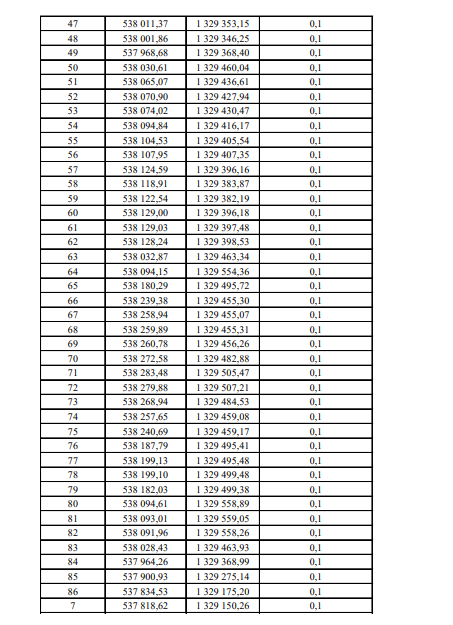 47 538 011,37 1 329 353,15 0,1
48 538 001,86 1 329 346,25 0,1
49 537 968,68 1 329 368,40 0,1
50 538 030,61 1 329 460,04 0,1
51 538 065,07 1 329 436,61 0,1
52 538 070,90 1 329 427,94 0,1
53 538 074,02 1 329 430,47 0,1
54 538 094,84 1 329 416,17 0,1
55 538 104,53 1 329 405,54 0,1
56 538 107,95 1 329 407,35 0,1
57 538 124,59 1 329 396,16 0,1
58 538 118,91 1 329 383,87 0,1
59 538 122,54 1 329 382,19 0,1
60 538 129,00 1 329 396,18 0,1
61 538 129,03 1 329 397,48 0,1
62 538 128,24 1 329 398,53 0,1
63 538 032,87 1 329 463,34 0,1
64 538 094,15 1 329 554,36 0,1
65 538 180,29 1 329 495,72 0,1
66 538 239,38 1 329 455,30 0,1
67 538 258,94 1 329 455,07 0,1
68 538 259,89 1 329 455,31 0,1
69 538 260,78 1 329 456,26 0,1
70 538 272,58 1 329 482,88 0,1
71 538 283,48 1 329 505,47 0,1
72 538 279,88 1 329 507,21 0,1
73 538 268,94 1 329 484,53 0,1
74 538 257,65 1 329 459,08 0,1
75 538 240,69 1 329 459,17 0,1
76 538 187,79 1 329 495,41 0,1
77 538 199,13 1 329 495,48 0,1
78 538 199,10 1 329 499,48 0,1
79 538 182,03 1 329 499,38 0,1
80 538 094,61 1 329 558,89 0,1
81 538 093,01 1 329 559,05 0,1
82 538 091,96 1 329 558,26 0,1
83 538 028,43 1 329 463,93 0,1
84 537 964,26 1 329 368,99 0,1
85 537 900,93 1 329 275,14 0,1
86 537 834,53 1 329 175,20 0,1
7 537 818,62 1 329 150,26 0,1